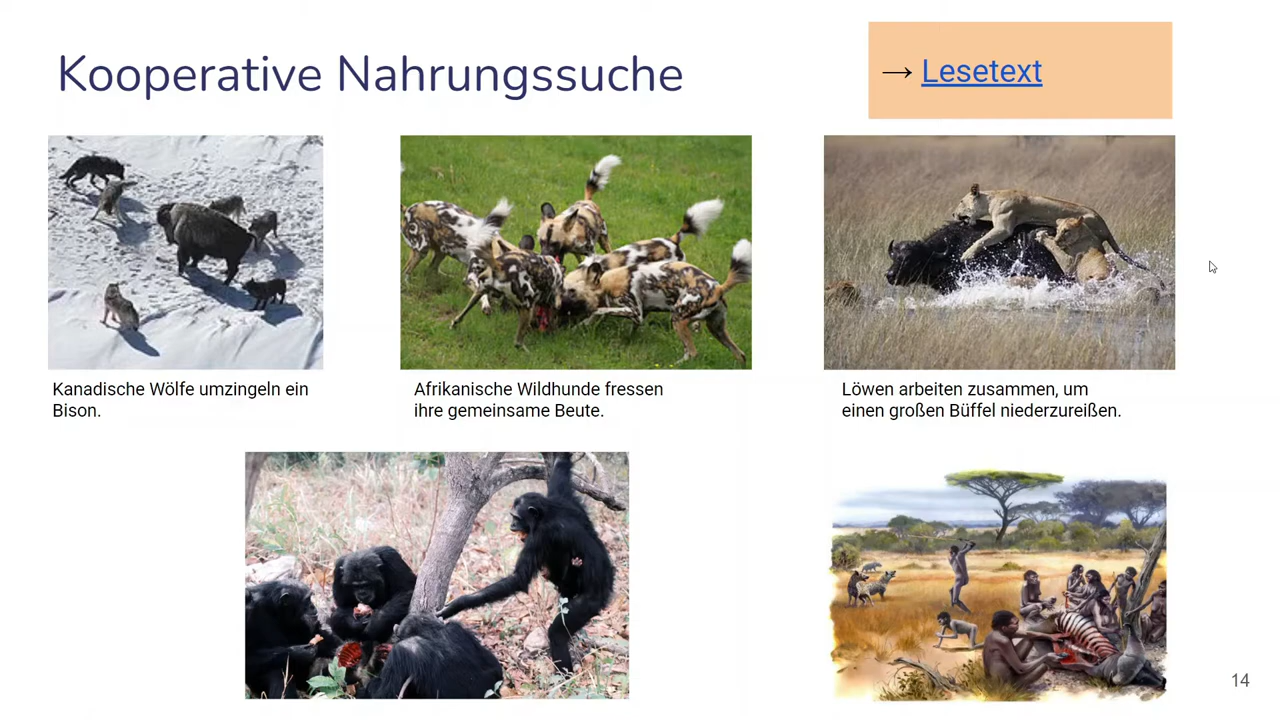 Kooperative Nahrungssuche
→ Lesetext
Kanadische Wölfe umzingeln ein
Bison.
Afrikanische Wildhunde fressen
ihre gemeinsame Beute.
Löwen arbeiten zusammen, um
einen großen Büffel niederzureißen.
14